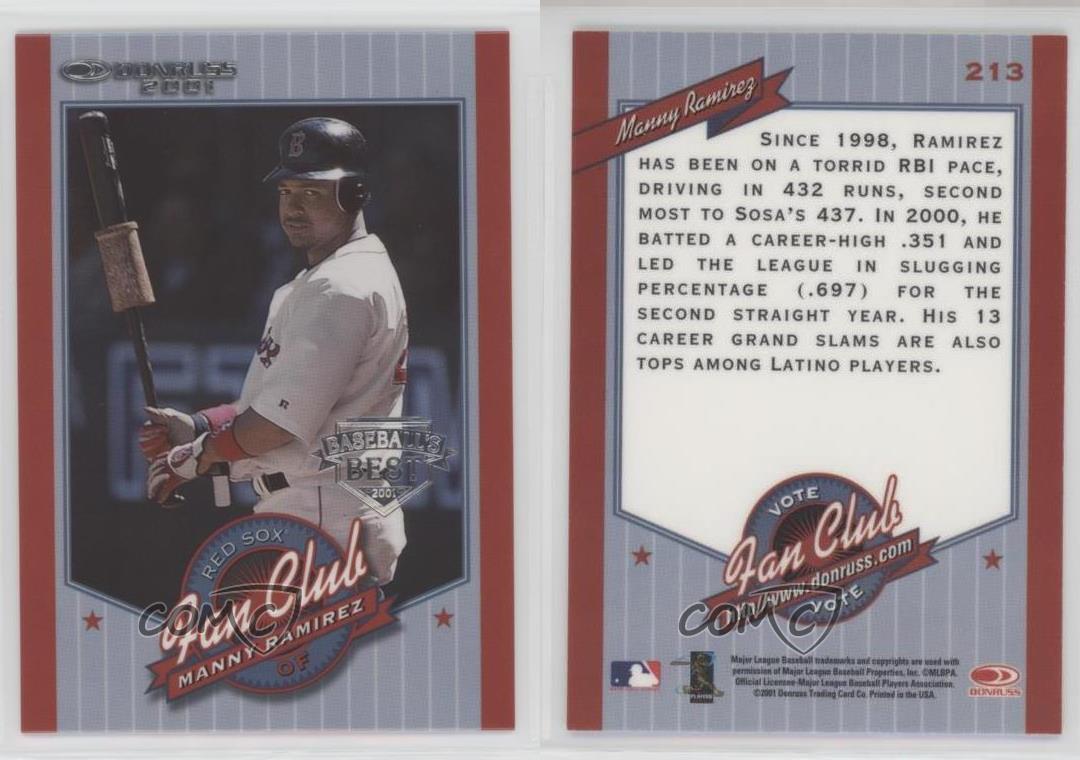 DONRUSS
2001
B
BASEBALL'S
BEST
2001
RED SOX
Fan Club
MANNY RAMIREZ
OF
COMC
213
Manny Ramirez
SINCE 1998, RAMIREZ
HAS BEEN ON A TORRID RBI PACE,
DRIVING IN 432 RUNS, SECOND
MOST TO SOSA'S 437. IN 2000, HE
BATTED A CAREER-HIGH .351 AND
LED THE LEAGUE IN SLUGGING
PERCENTAGE (.697) FOR THE
SECOND STRAIGHT YEAR. HIS 13
CAREER GRAND SLAMS ARE ALSO
TOPS AMONG LATINO PLAYERS.
VOTE
Fan Club
http://www.donruss.com
VOTE
COMC
Major League Baseball trademarks and copyrights are used with
permission of Major League Baseball Properties, Inc. ©MLBPA.
Official Licensee-Major League Baseball Players Association.
©2001 Donruss Trading Card Co. Printed in the USA.
PLAYERS
DONRUSS